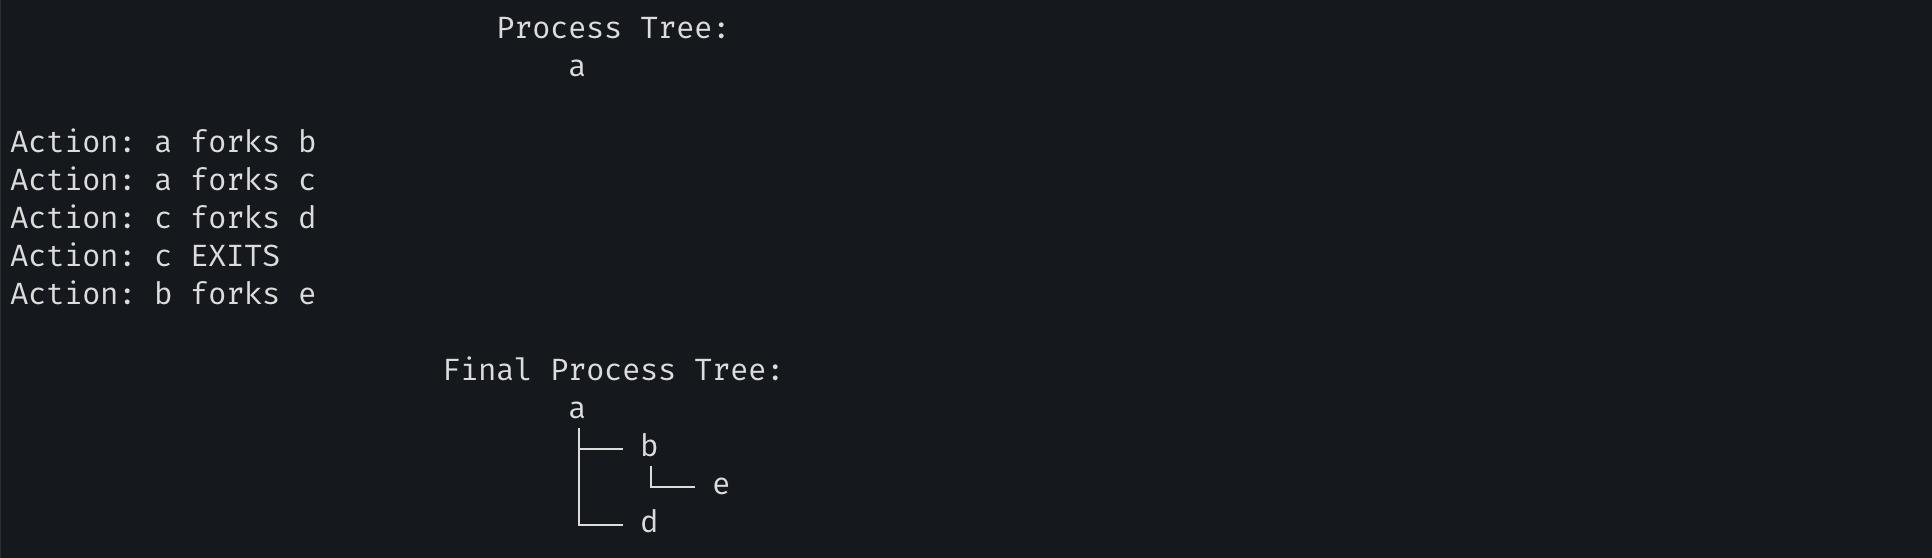 Process Tree:
a
Action: a forks b
Action: a forks c
Action: c forks d
Action: c EXITS
Action: b forks e
Final Process Tree:
a
├── b
└── e
└── d